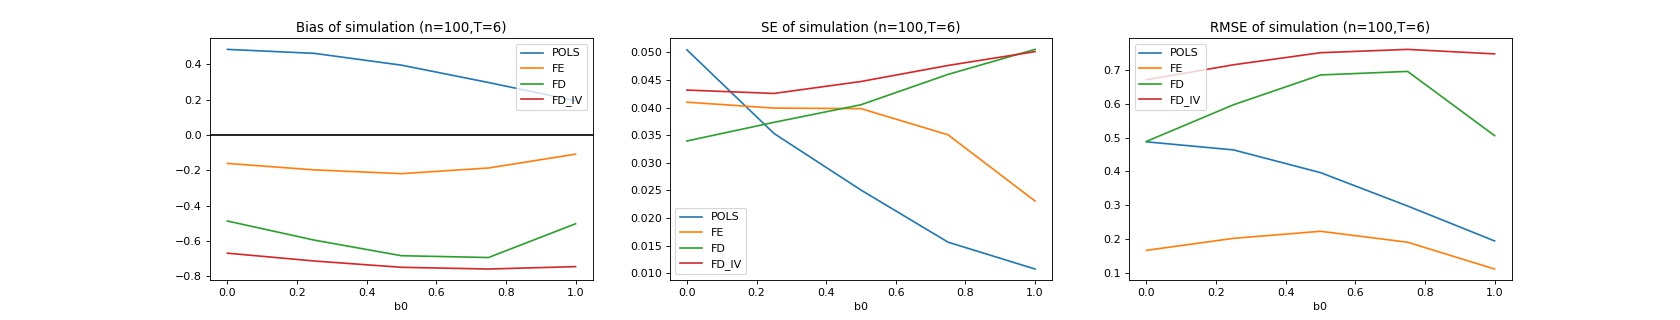 Bias of simulation (n=100,T=6)
0.4
0.2
0.0
−0.2
−0.4
−0.6
−0.8
0.0 0.2 0.4 0.6 0.8 1.0
b0
POLS
FE
FD
FD_IV
SE of simulation (n=100,T=6)
0.050
0.045
0.040
0.035
0.030
0.025
0.020
0.015
0.010
0.0 0.2 0.4 0.6 0.8 1.0
b0
POLS
FE
FD
FD_IV
RMSE of simulation (n=100,T=6)
0.7
0.6
0.5
0.4
0.3
0.2
0.1
0.0 0.2 0.4 0.6 0.8 1.0
b0
POLS
FE
FD
FD_IV